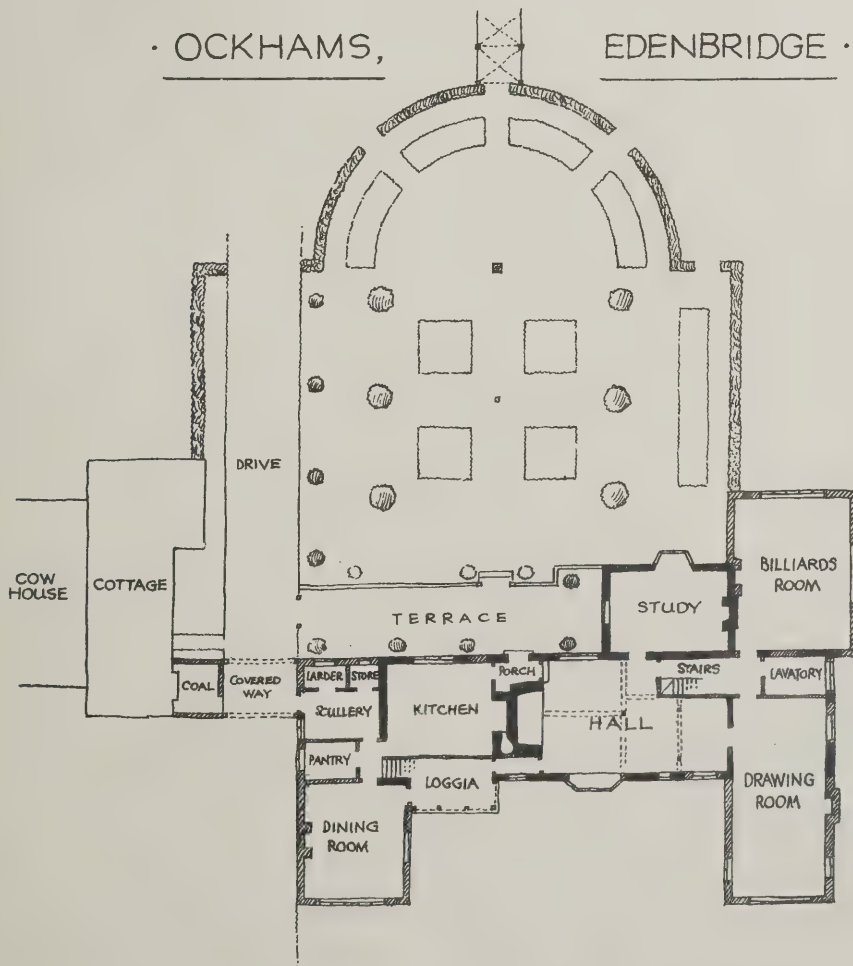 · OCKHAMS, EDENBRIDGE ·
DRIVE
COW
HOUSE
COTTAGE
TERRACE
STUDY
BILLIARDS
ROOM
COAL
COVERED
WAY
LARDER
STORE
SCULLERY
KITCHEN
PORCH
STAIRS
LAVATORY
HALL
PANTRY
LOGGIA
DINING
ROOM
DRAWING
ROOM